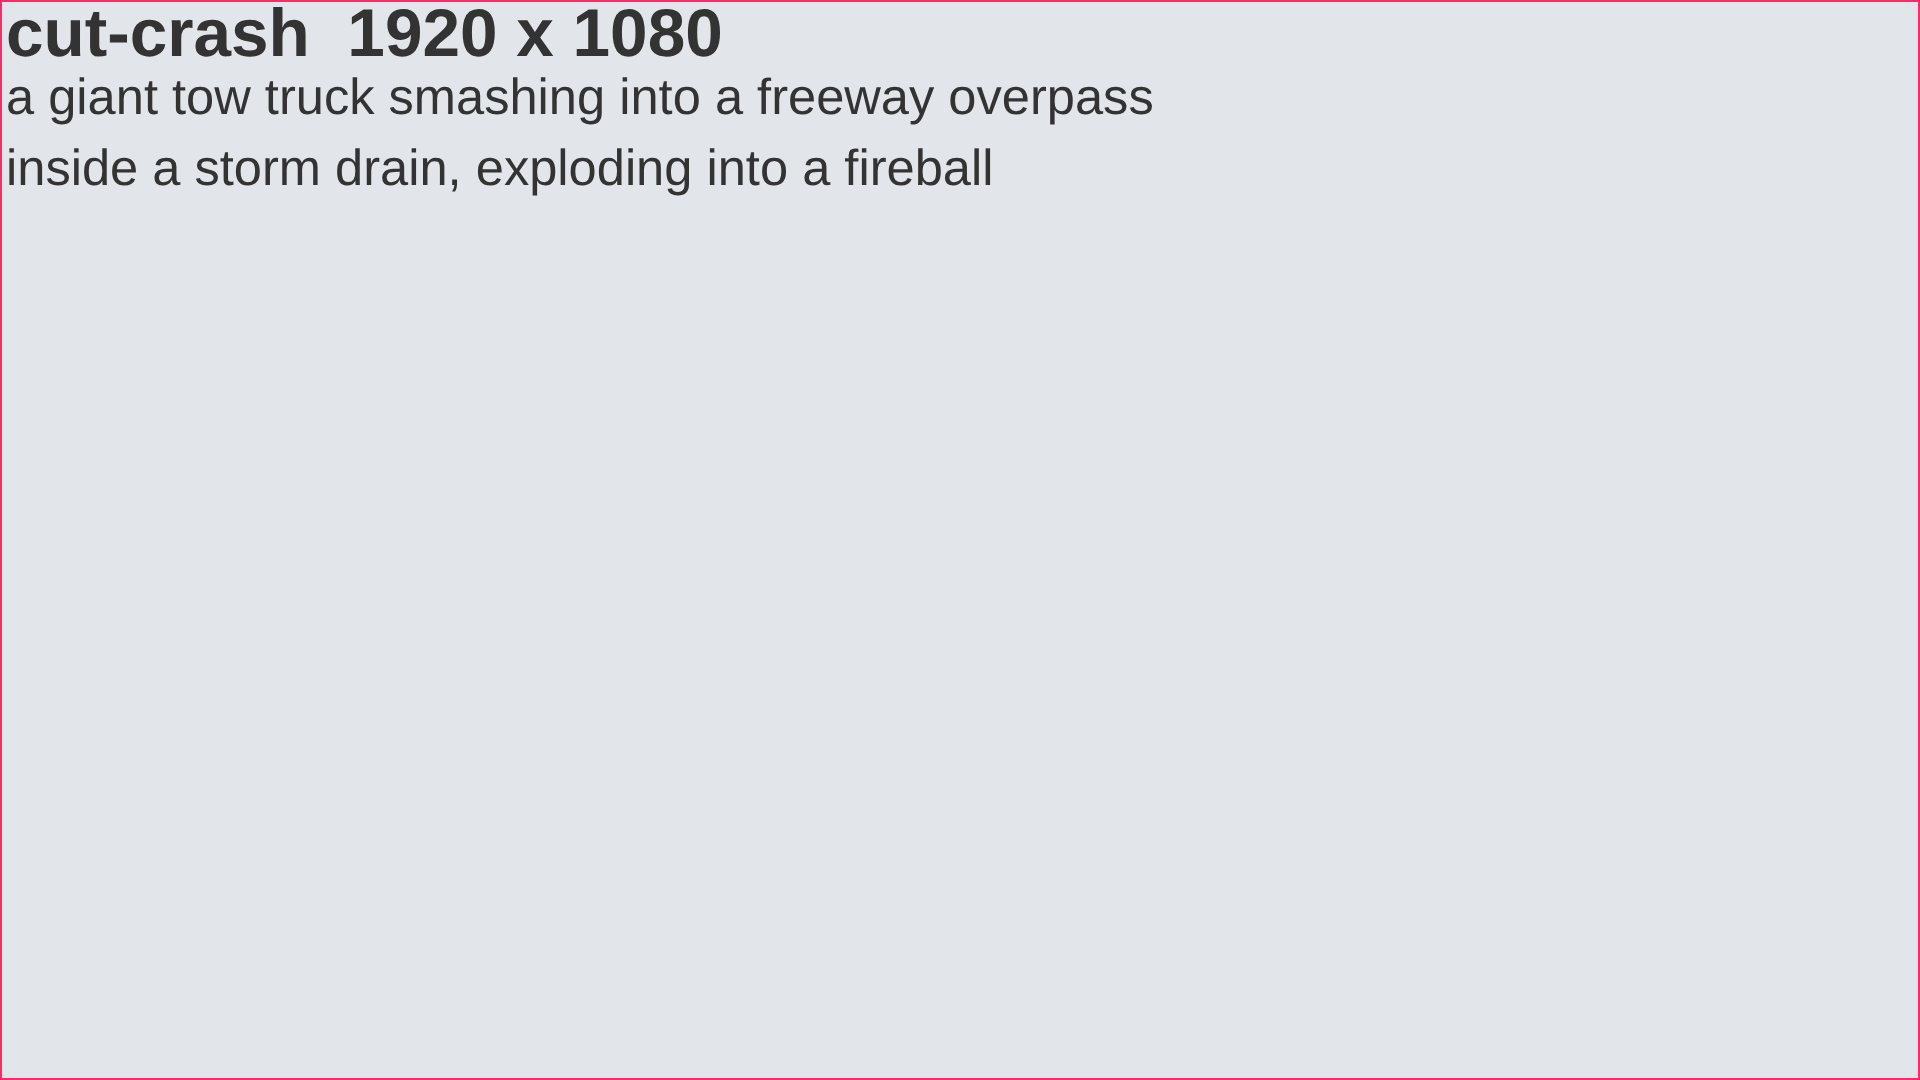 cut-crash  1920 x 1080
a giant tow truck smashing into a freeway overpass
inside a storm drain, exploding into a fireball